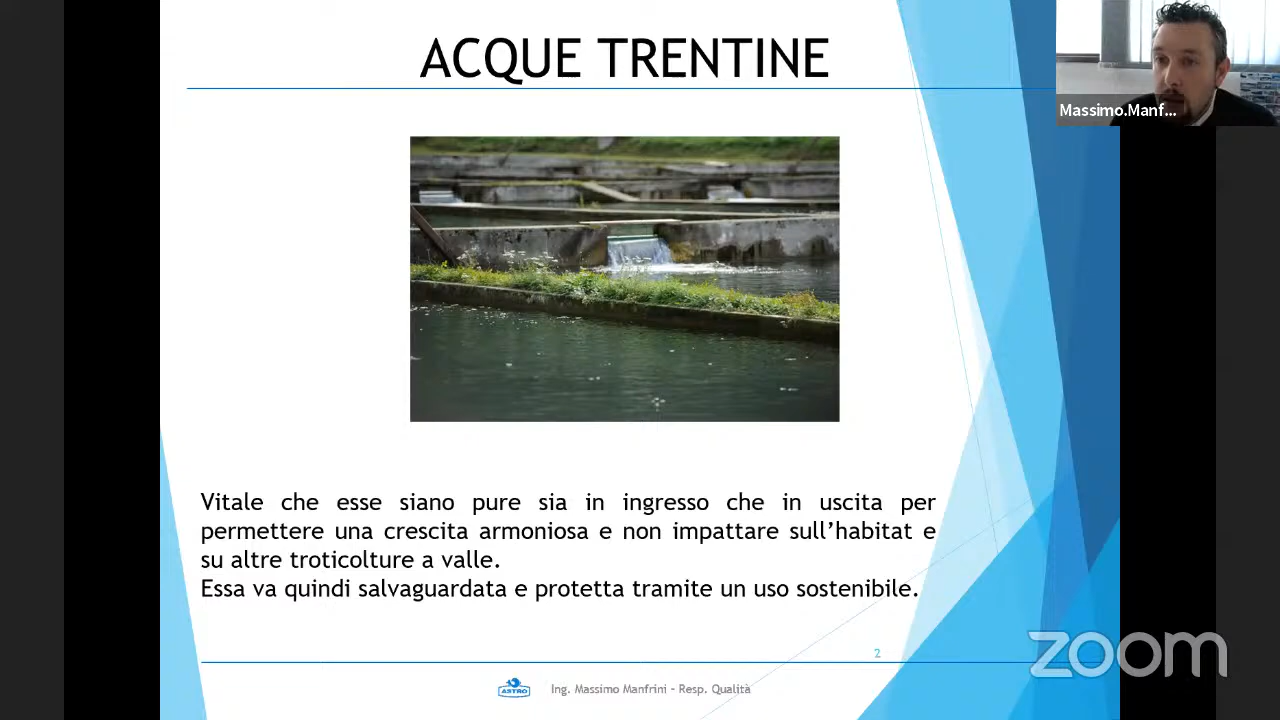 ACQUE TRENTINE
Massimo.Manf...
Vitale che esse siano pure sia in ingresso che in uscita per
permettere una crescita armoniosa e non impattare sull'habitat e
su altre troticolture a valle.
Essa va quindi salvaguardata e protetta tramite un uso sostenibile.
2
zoom
ASTRO
Ing. Massimo Manfrini - Resp. Qualità